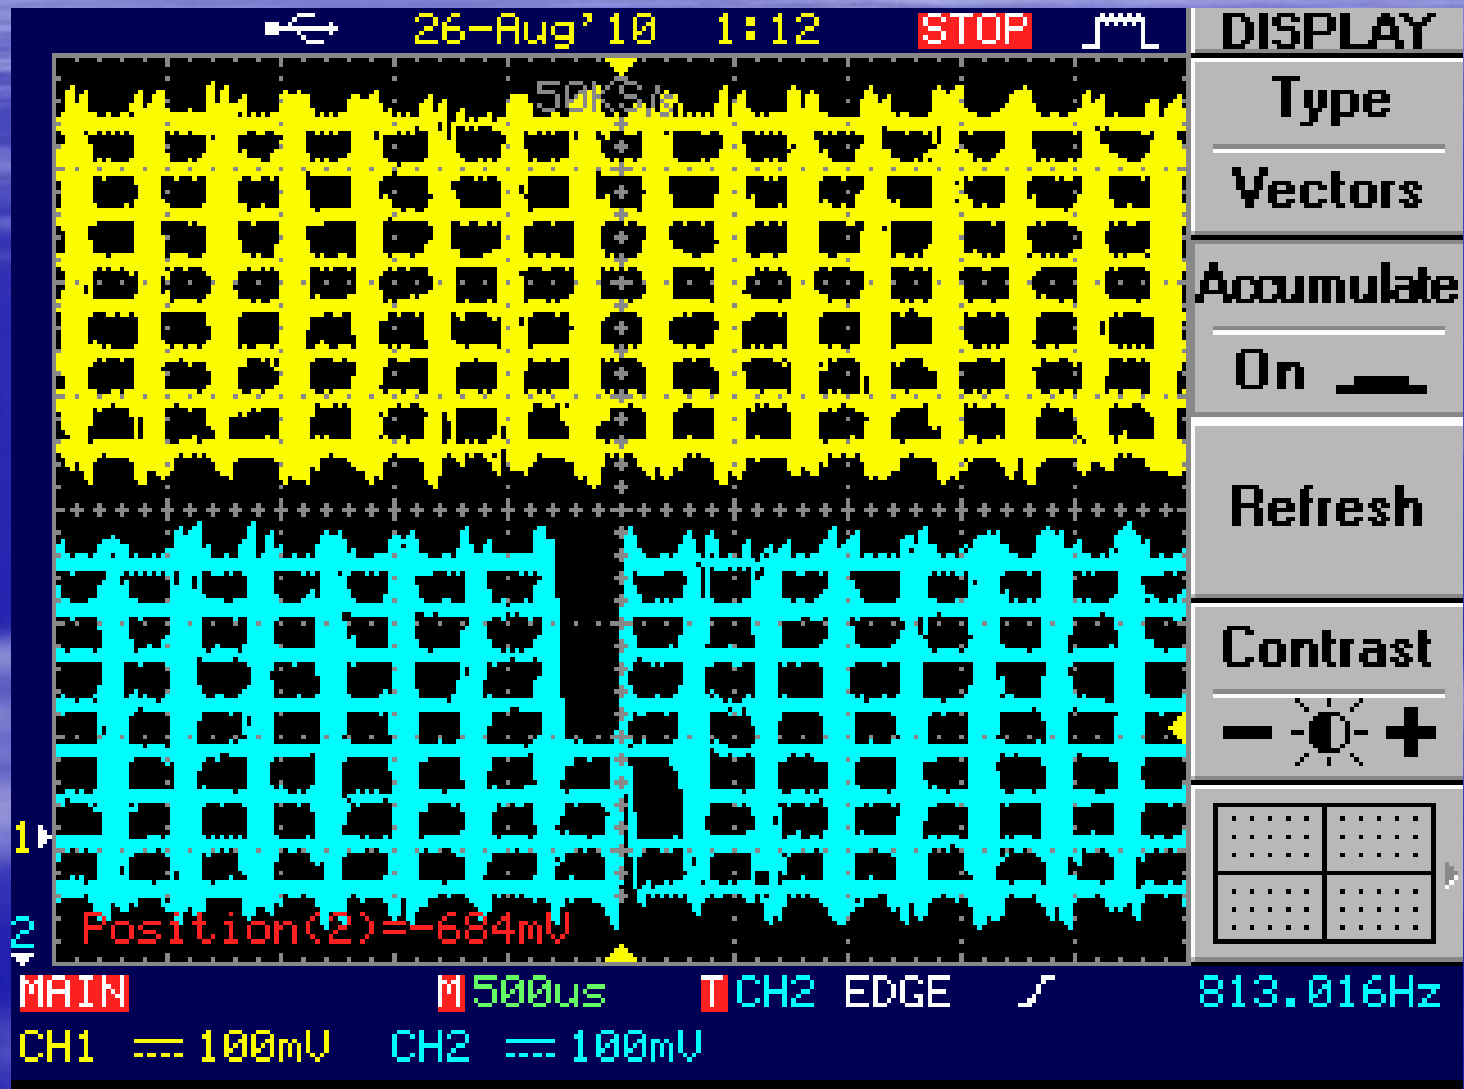 26-Aug'10 1:12 STOP DISPLAY
50KS/s
Type
Vectors
Accumulate
On
Refresh
Contrast
1
2
Position(2)=-684mV
MAIN M 500us T CH2 EDGE 813.016Hz
CH1 100mV CH2 100mV